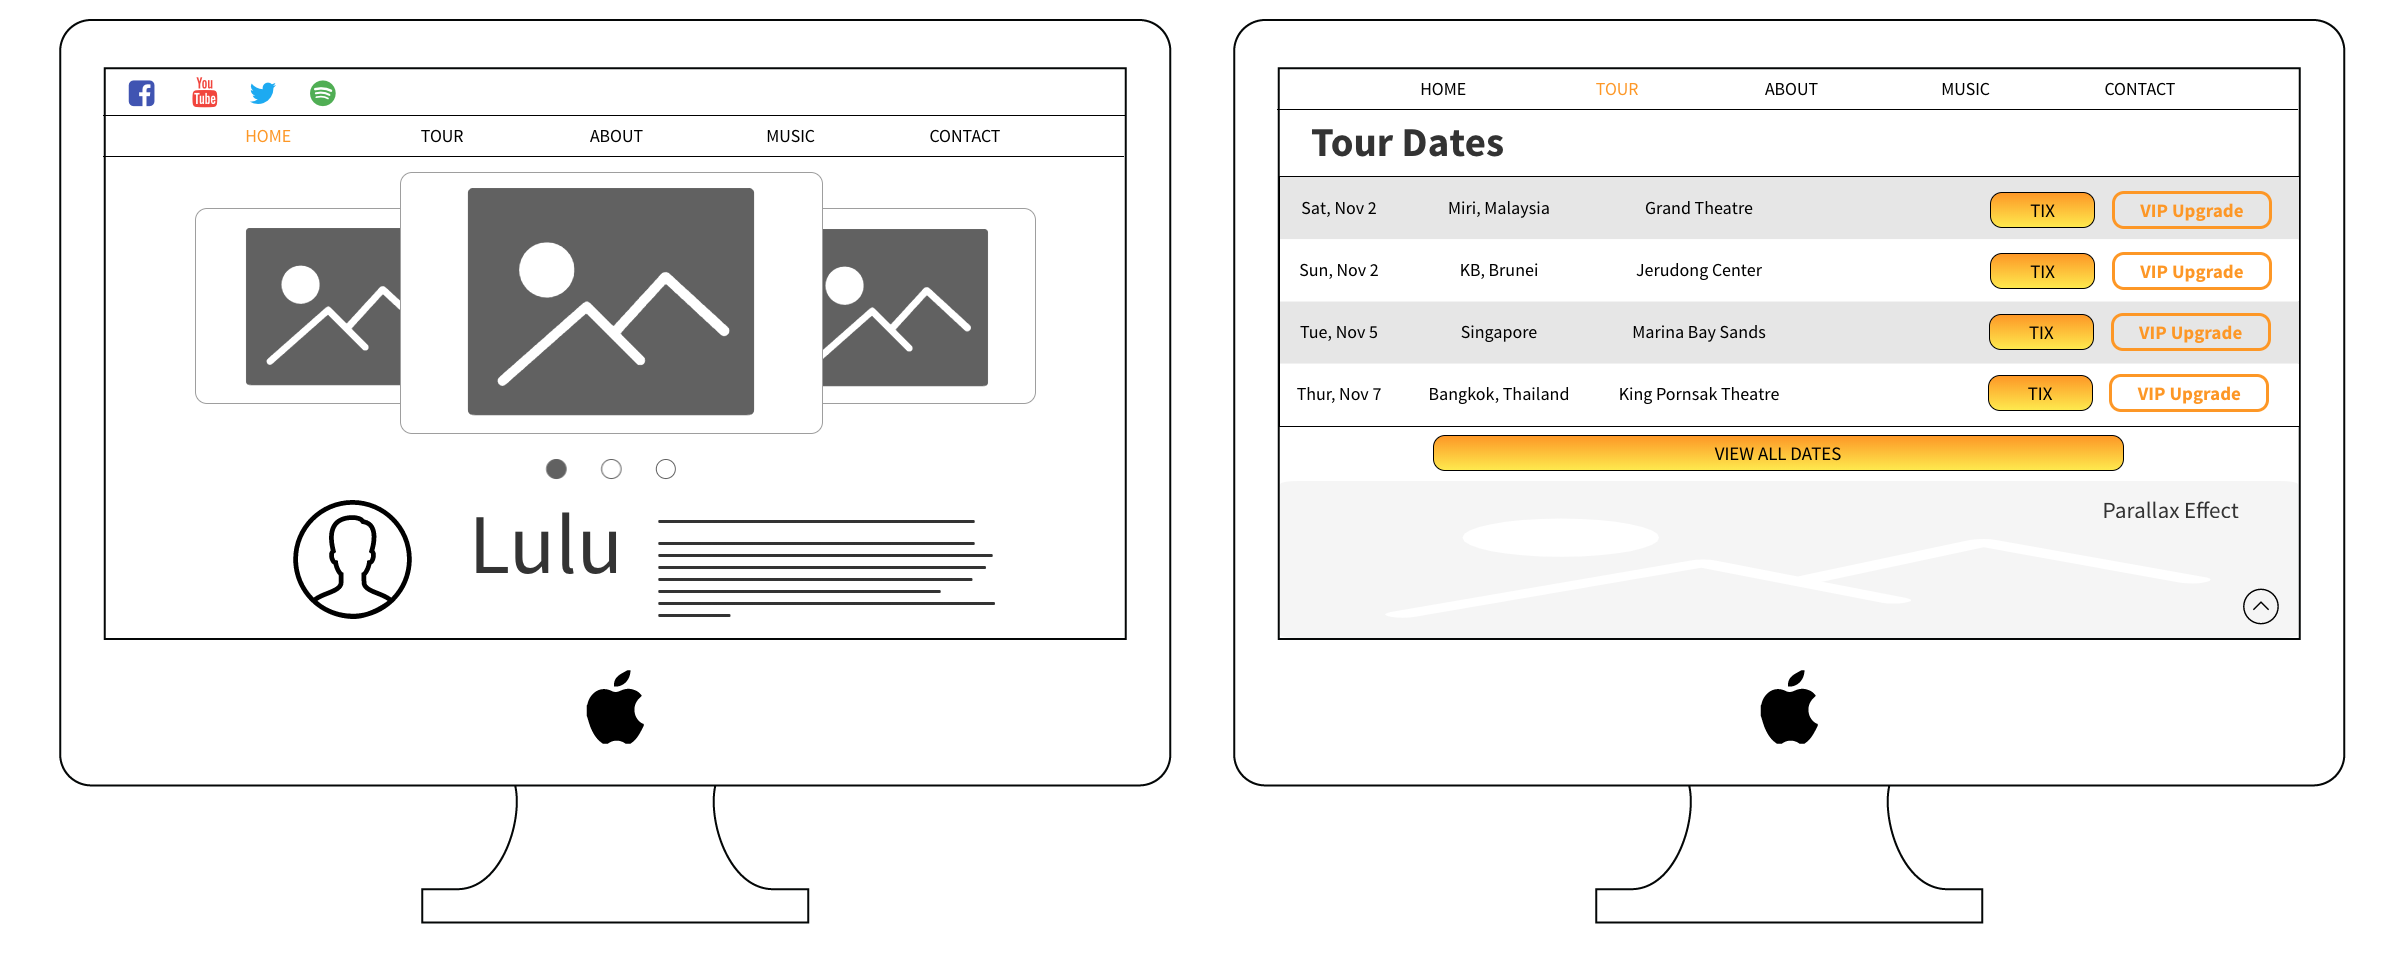 You
Tube
HOME TOUR ABOUT MUSIC CONTACT
Lulu
HOME TOUR ABOUT MUSIC CONTACT
Tour Dates
Sat, Nov 2 Miri, Malaysia Grand Theatre TIX VIP Upgrade
Sun, Nov 2 KB, Brunei Jerudong Center TIX VIP Upgrade
Tue, Nov 5 Singapore Marina Bay Sands TIX VIP Upgrade
Thur, Nov 7 Bangkok, Thailand King Pornsak Theatre TIX VIP Upgrade
VIEW ALL DATES
Parallax Effect